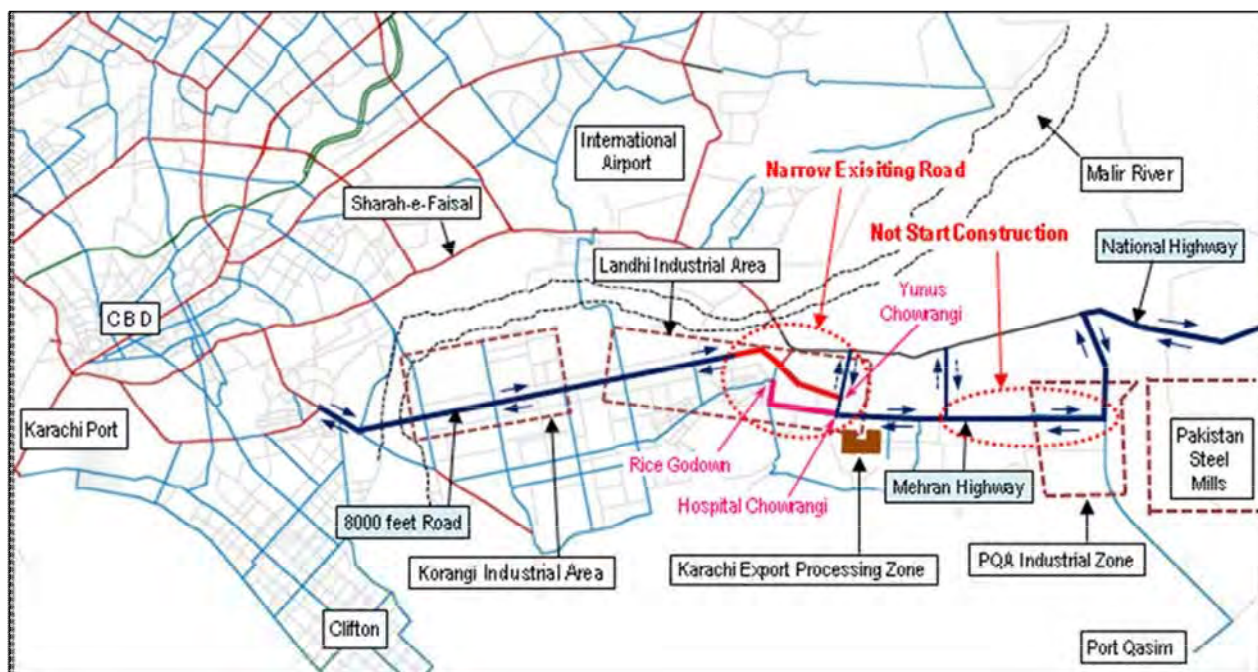 International
Airport
Narrow Exisiting Road
Malir River
Sharah-e-Faisal
Not Start Construction
Landhi Industrial Area
National Highway
Yunus
Chowrangi
CBD
Karachi Port
Rice Godown
Pakistan
Steel
Mills
Mehran Highway
Hospital Chowrangi
8000 feet Road
Korangi Industrial Area
Karachi Export Processing Zone
PQA Industrial Zone
Clifton
Port Qasim